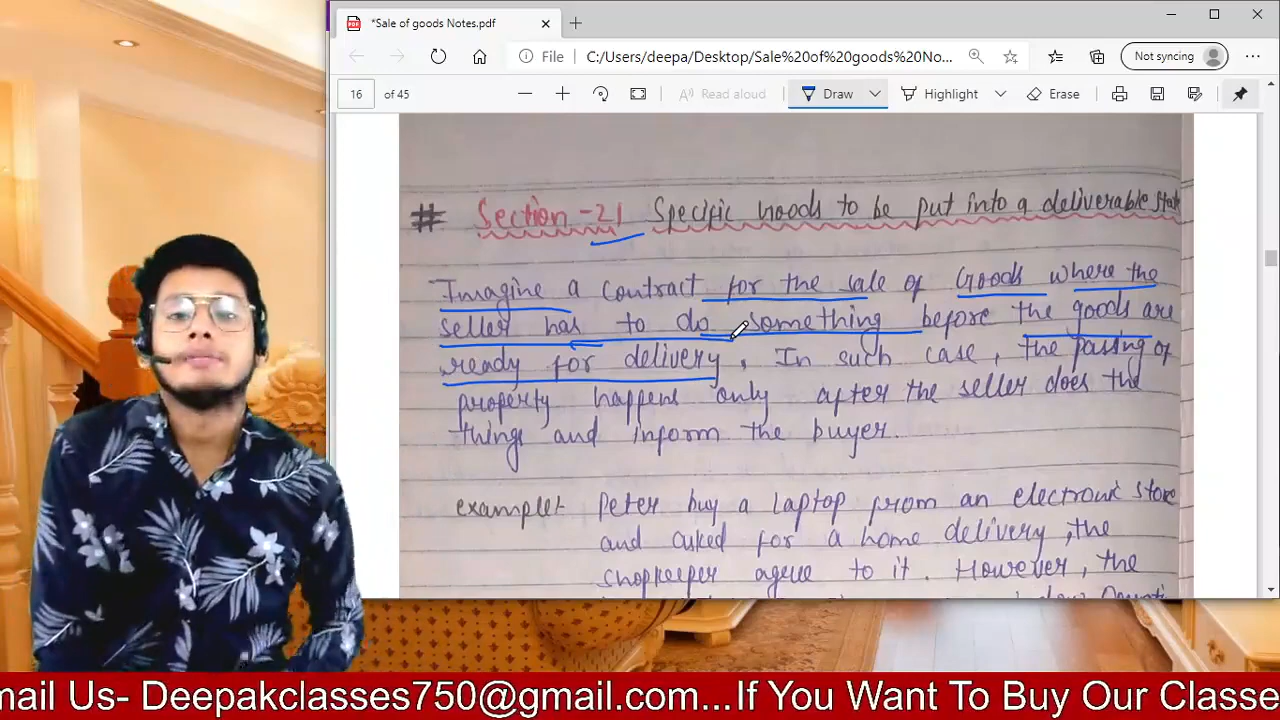 *Sale of goods Notes.pdf
File
C:/Users/deepa/Desktop/Sale%20of%20goods%20No...
Not syncing
16 of 45
Read aloud
Draw
Highlight
Erase
# Section -21 Specific Goods to be put into a deliverable state
Imagine a contract for the sale of Goods where the
seller has to do something before the goods are
ready for delivery. In such case, the passing of
property happens only after the seller does the
things and inform the buyer.
example:- Peter buy a laptop from an electronic store
and asked for a home delivery, the
shopkeeper agree to it. However, the
mail Us- Deepakclasses750@gmail.com...If You Want To Buy Our Classe